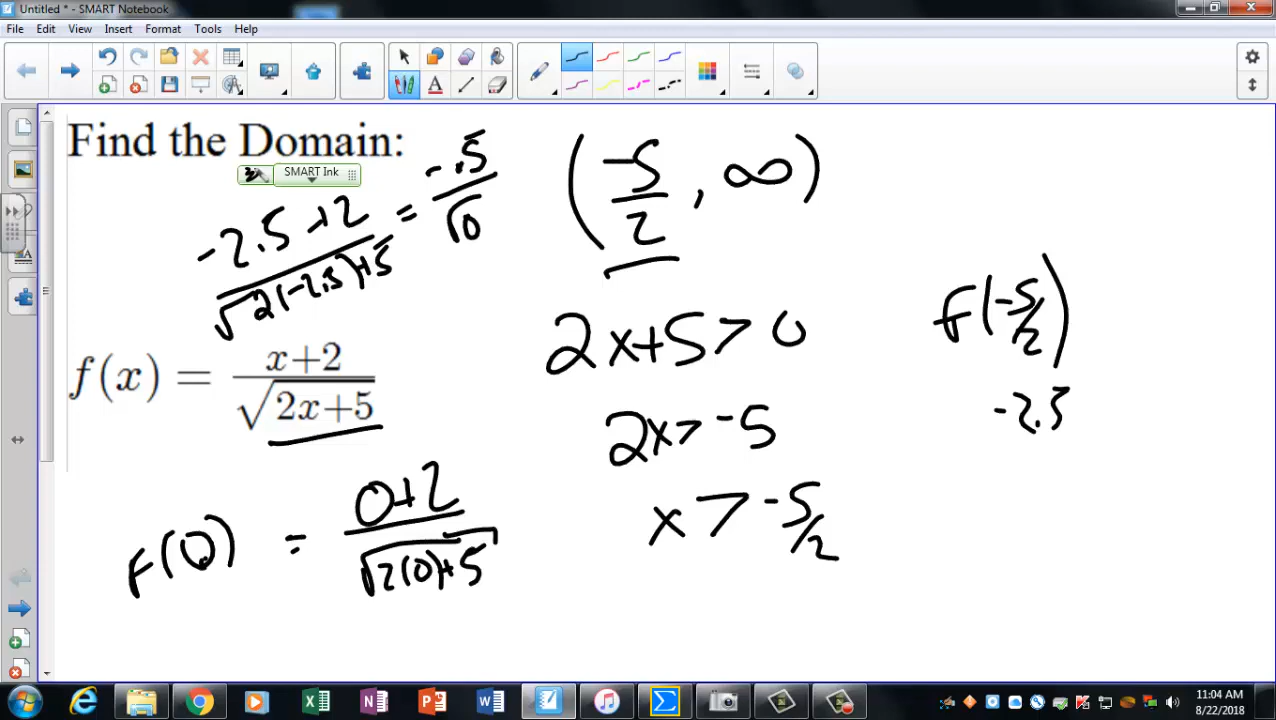 Untitled * - SMART Notebook
File Edit View Insert Format Tools Help
Find the Domain:
SMART Ink
(-5/2, ∞)
-2.5+2/√2(-2.5)+5 = -.5/√0
2x+5>0
f(-5/2)
-2.5
f(x) = x+2/√2x+5
2x>-5
x>-5/2
f(0) = 0+2/√2(0)+5
11:04 AM
8/22/2018